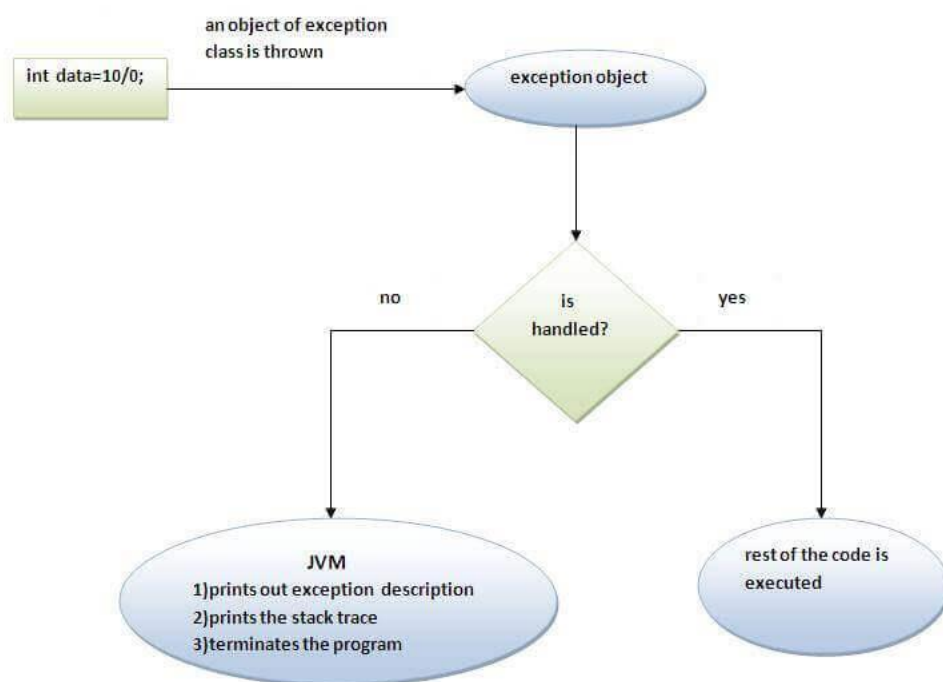 an object of exception
class is thrown
int data=10/0;
exception object
no
is
handled?
yes
JVM
1)prints out exception description
2)prints the stack trace
3)terminates the program
rest of the code is
executed